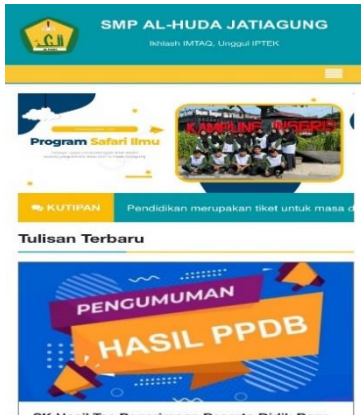 SMP AL-HUDA JATIAGUNG
Ikhlash IMTAQ, Unggul IPTEK
Program Safari Ilmu
KAMPUNG INGGRIS
KUTIPAN
Pendidikan merupakan tiket untuk masa d
Tulisan Terbaru
PENGUMUMAN
HASIL PPDB